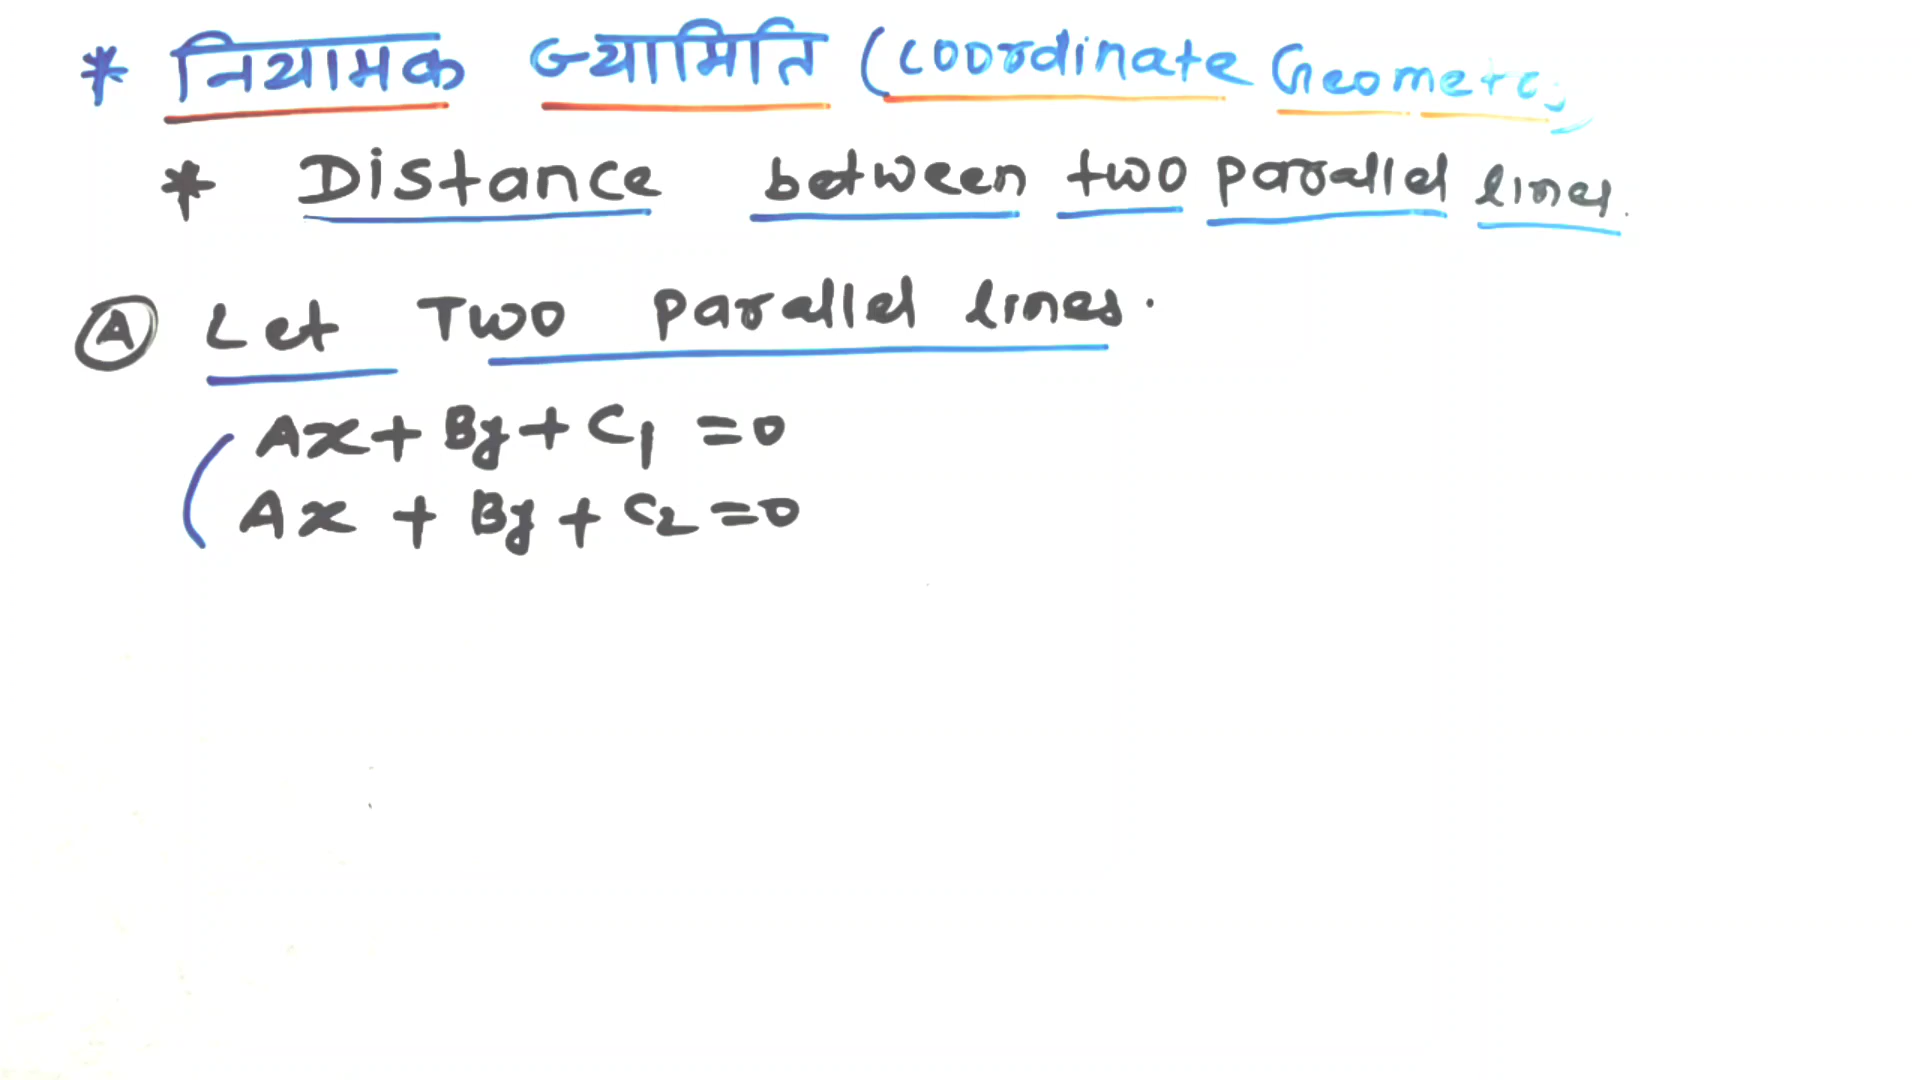 * नियामक ज्यामिति (Coordinate Geometry)
* Distance between two parallel lines.
Ⓐ Let Two parallel lines.
Ax + By + C₁ = 0
Ax + By + C₂ = 0